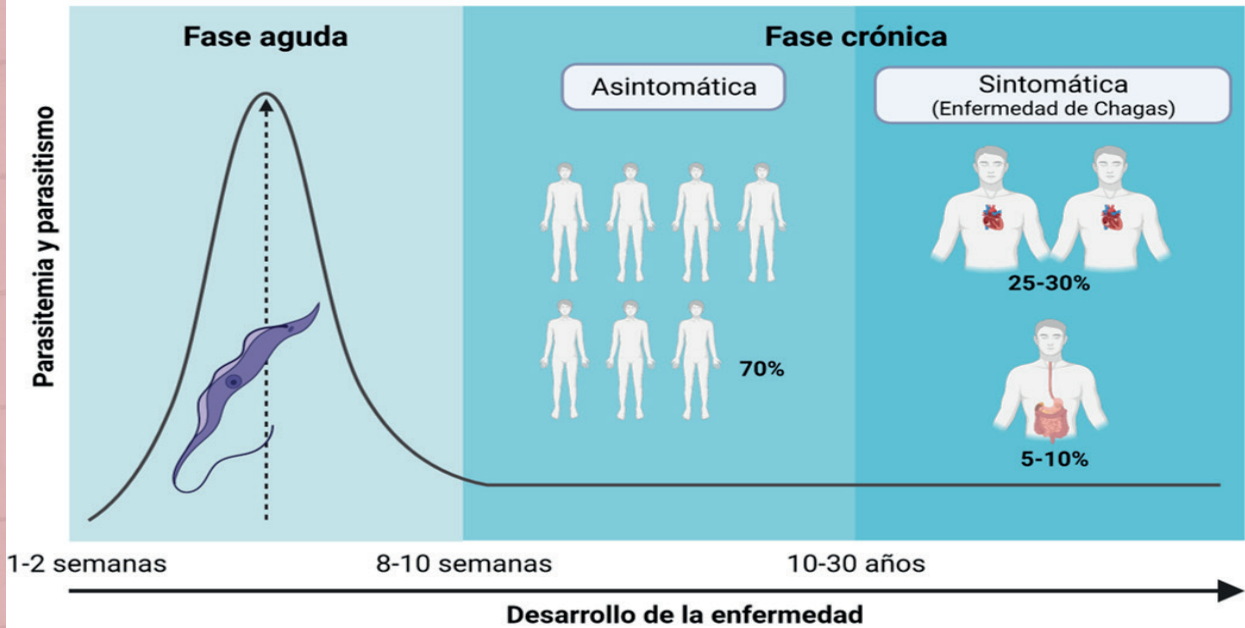 Fase aguda
Fase crónica
Asintomática
Sintomática
(Enfermedad de Chagas)
Parasitemia y parasitismo
25-30%
70%
5-10%
1-2 semanas
8-10 semanas
10-30 años
Desarrollo de la enfermedad